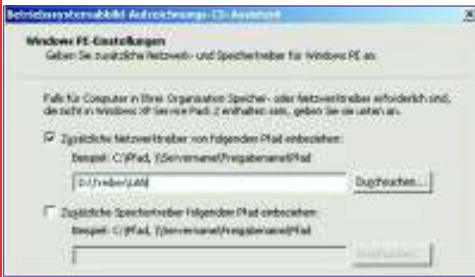 Betriebssystemabbild Aufzeichnungs-CD-Assistent
Windows PE-Einstellungen
Geben Sie zusätzliche Netzwerk- und Speichertreiber für Windows PE an.
Falls für Computer in Ihrer Organisation Speicher- oder Netzwerktreiber erforderlich sind,
die nicht in Windows XP Service Pack 2 enthalten sind, geben Sie sie unten an.
Zusätzliche Netzwerktreiber von folgenden Pfad einbeziehen:
Beispiel: C:\Pfad, \\Servername\Freigabename\Pfad
D:\Treiber\LAN
Durchsuchen...
Zusätzliche Speichertreiber folgenden Pfad einbeziehen:
Beispiel: C:\Pfad, \\Servername\Freigabename\Pfad
Durchsuchen...